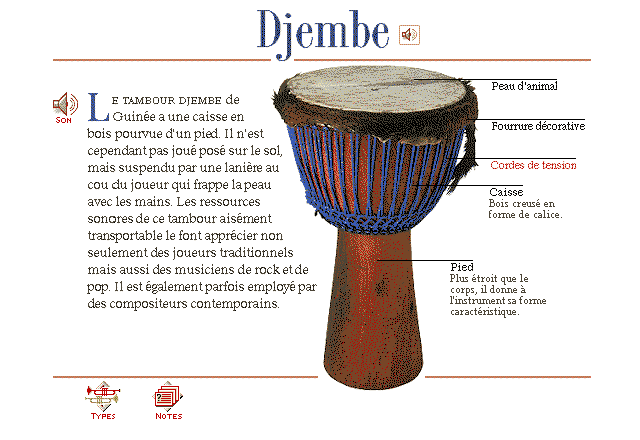 Djembe
SON
LE TAMBOUR DJEMBE de
Guinée a une caisse en
bois pourvue d'un pied. Il n'est
cependant pas joué posé sur le sol,
mais suspendu par une lanière au
cou du joueur qui frappe la peau
avec les mains. Les ressources
sonores de ce tambour aisément
transportable le font apprécier non
seulement des joueurs traditionnels
mais aussi des musiciens de rock et de
pop. Il est également parfois employé par
des compositeurs contemporains.
Peau d'animal
Fourrure décorative
Cordes de tension
Caisse
Bois creusé en
forme de calice.
Pied
Plus étroit que le
corps, il donne à
l'instrument sa forme
caractéristique.
TYPES
NOTES